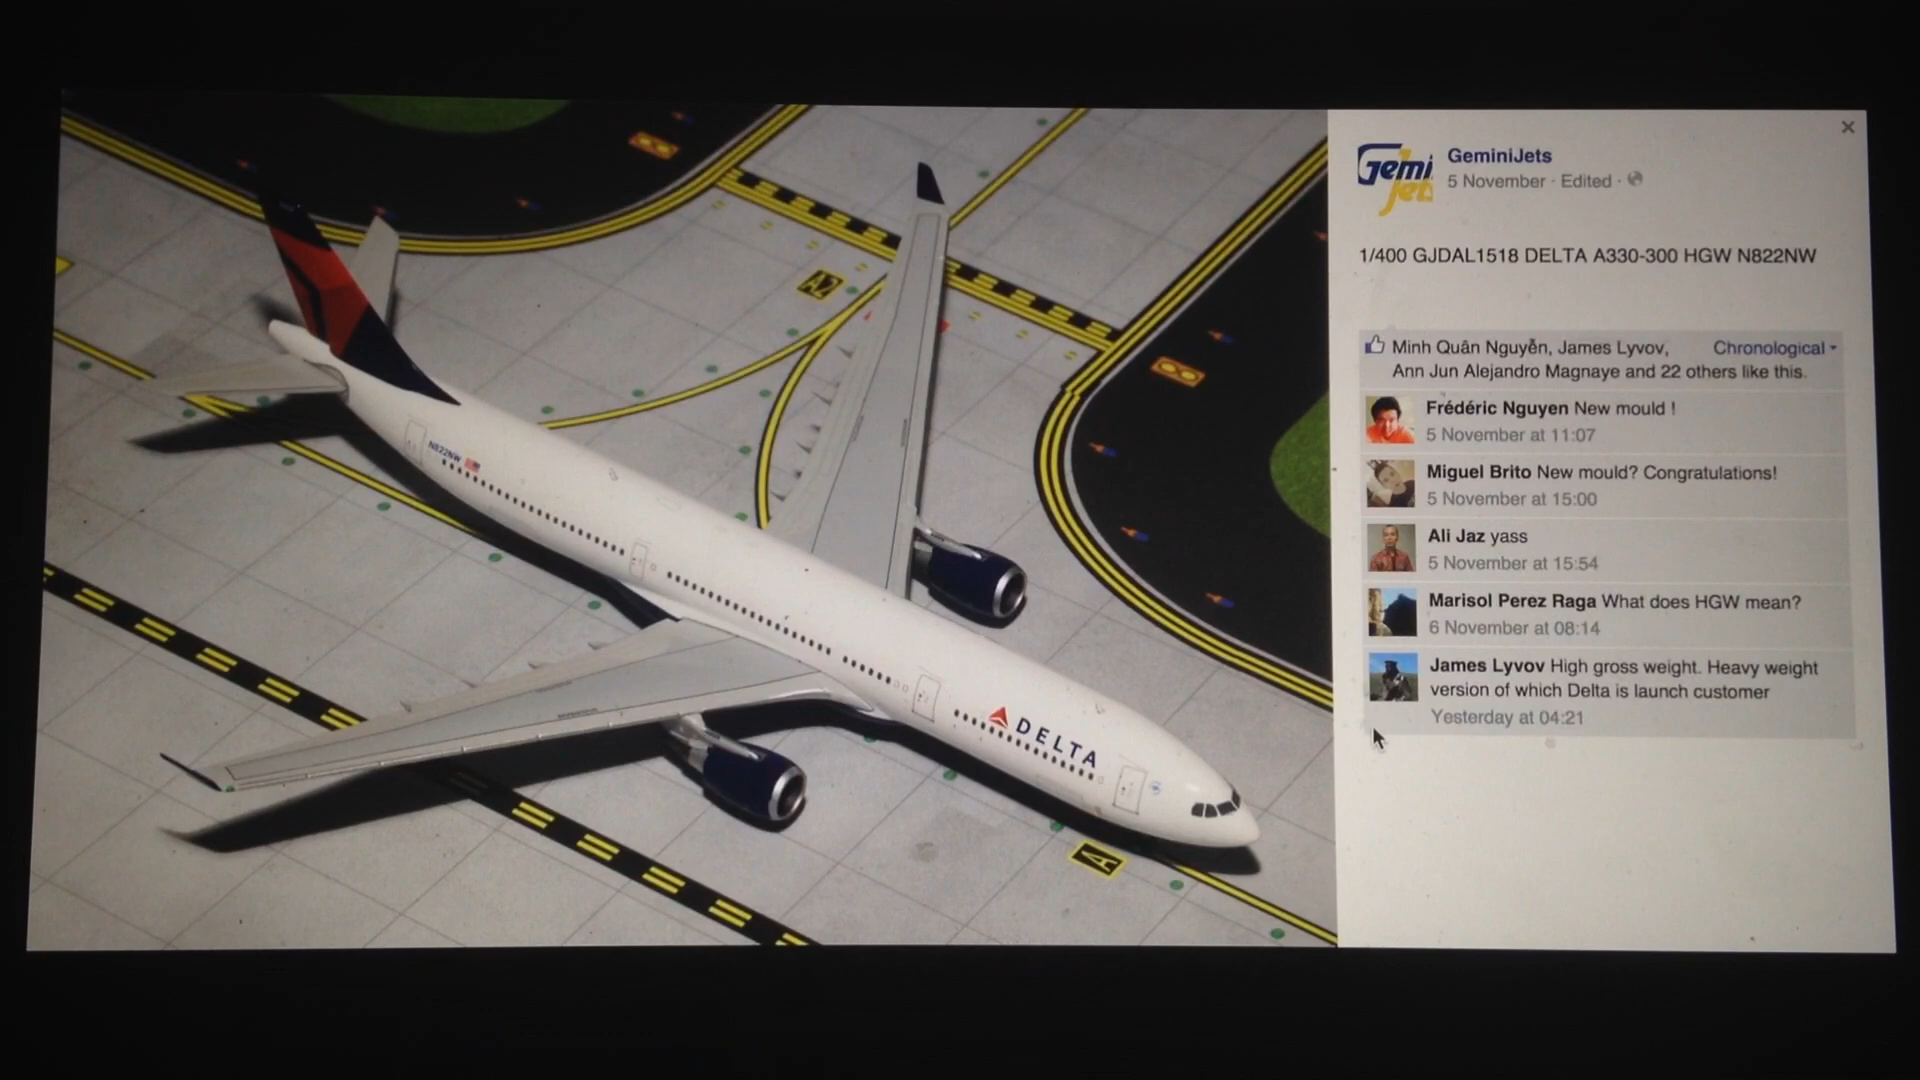 A2
N822NW
DELTA
A
Gemini
Jets
GeminiJets
5 November · Edited ·
1/400 GJDAL1518 DELTA A330-300 HGW N822NW
Minh Quân Nguyễn, James Lyvov,
Chronological
Ann Jun Alejandro Magnaye and 22 others like this.
Frédéric Nguyen New mould !
5 November at 11:07
Miguel Brito New mould? Congratulations!
5 November at 15:00
Ali Jaz yass
5 November at 15:54
Marisol Perez Raga What does HGW mean?
6 November at 08:14
James Lyvov High gross weight. Heavy weight
version of which Delta is launch customer
Yesterday at 04:21